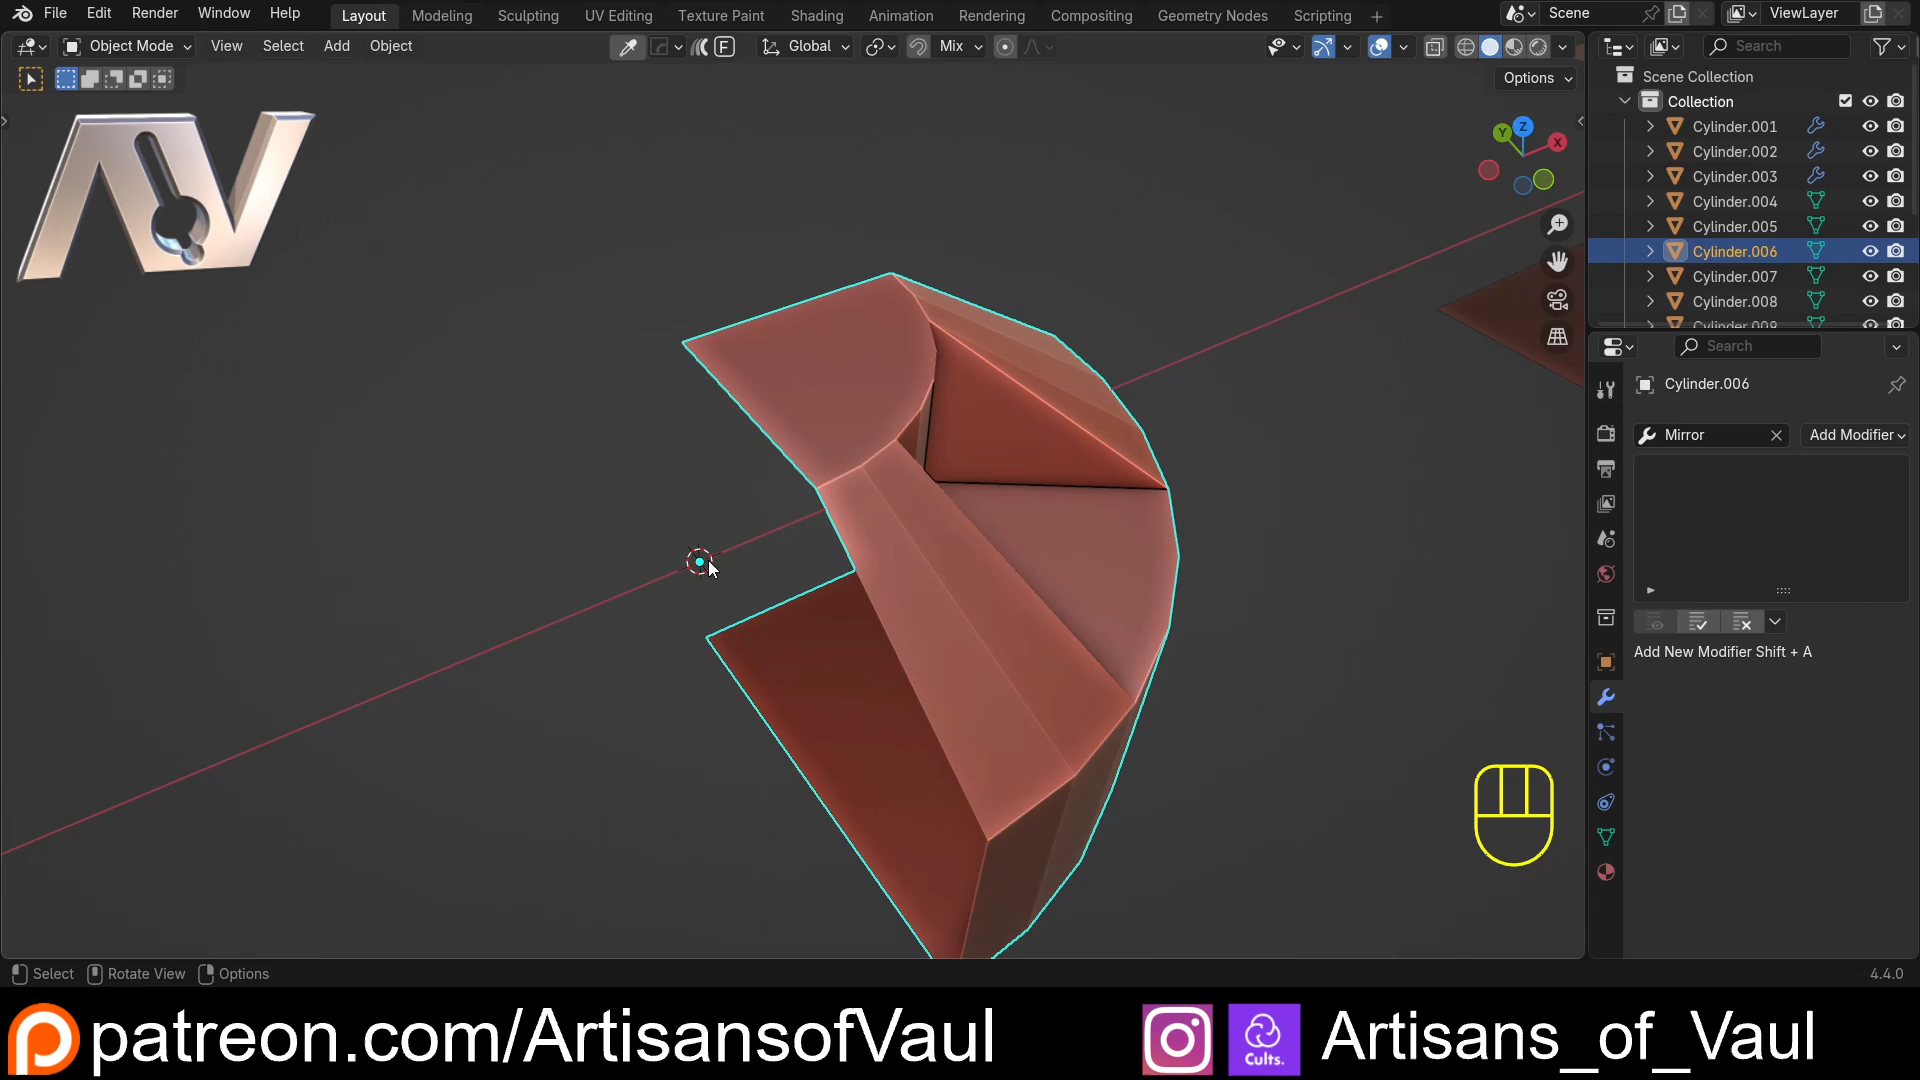 File Edit Render Window Help Layout Modeling Sculpting UV Editing Texture Paint Shading Animation Rendering Compositing Geometry Nodes Scripting + Scene ViewLayer
Object Mode View Select Add Object F Global Mix Search
Options
Scene Collection
Collection
Cylinder.001
Cylinder.002
Cylinder.003
Cylinder.004
Cylinder.005
Cylinder.006
Cylinder.007
Cylinder.008
Cylinder.009
Search
Cylinder.006
Mirror Add Modifier
Add New Modifier Shift + A
Z
Y
X
AV
Select Rotate View Options 4.4.0
patreon.com/ArtisansofVaul Cults. Artisans_of_Vaul